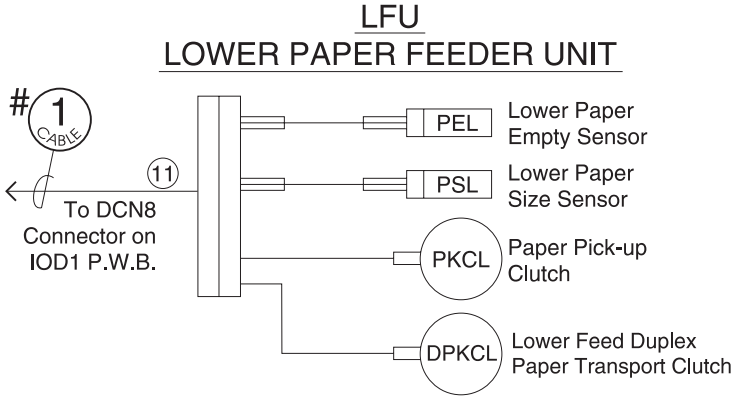 LFU
LOWER PAPER FEEDER UNIT
# 1
CABLE
11
To DCN8
Connector on
IOD1 P.W.B.
PEL
Lower Paper
Empty Sensor
PSL
Lower Paper
Size Sensor
PKCL
Paper Pick-up
Clutch
DPKCL
Lower Feed Duplex
Paper Transport Clutch